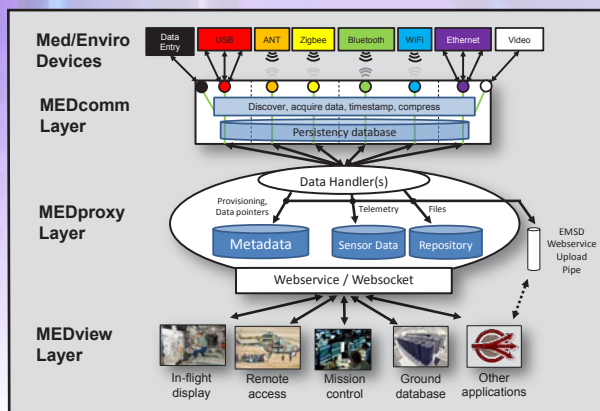 Med/Enviro
Devices
Data
Entry
USB
ANT
Zigbee
Bluetooth
WiFi
Ethernet
Video
MEDcomm
Layer
Discover, acquire data, timestamp, compress
Persistency database
Data Handler(s)
MEDproxy
Layer
Provisioning,
Data pointers
Telemetry
Files
Metadata
Sensor Data
Repository
EMSD
Webservice
Upload
Pipe
Webservice / Websocket
MEDview
Layer
In-flight
display
Remote
access
Mission
control
Ground
database
Other
applications